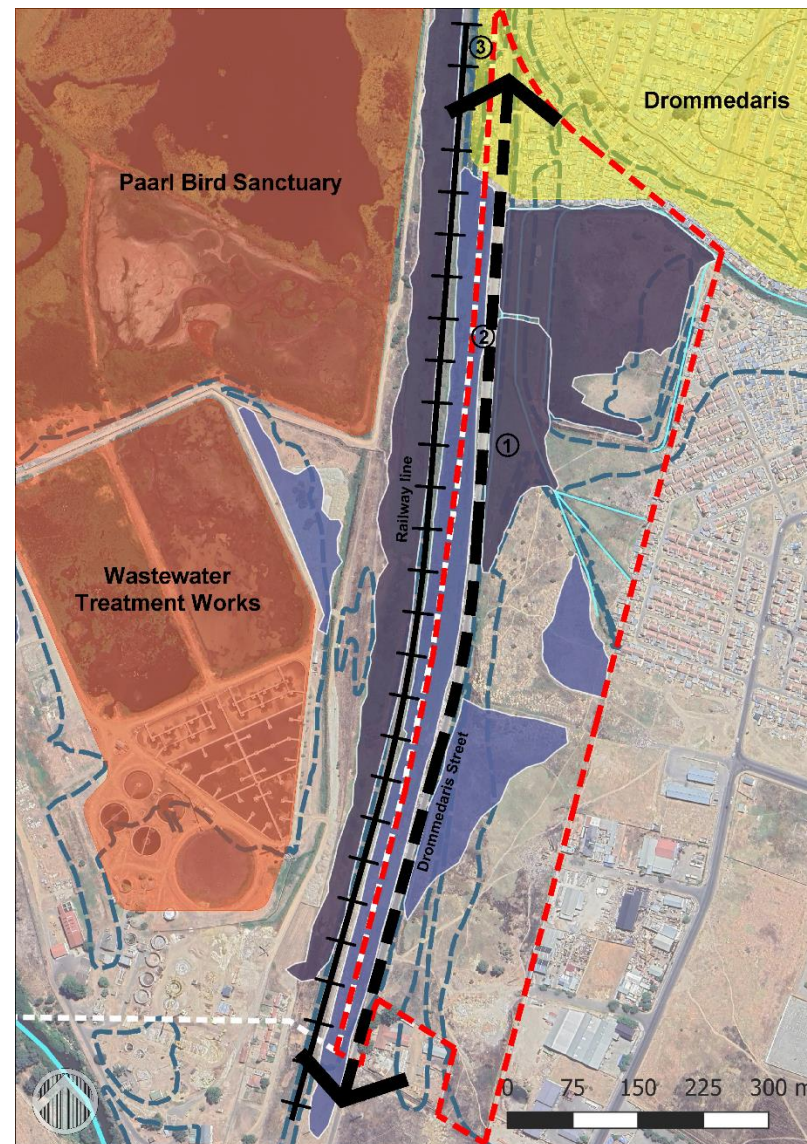 ③
Drommedaris
Paarl Bird Sanctuary
②
①
Railway line
Wastewater
Treatment Works
Drommedaris Street
0 75 150 225 300 m